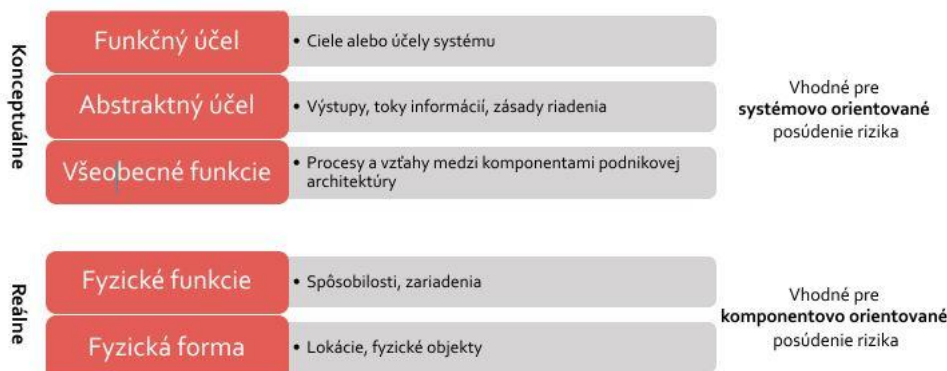 Konceptuálne
Funkčný účel
• Ciele alebo účely systému
Abstraktný účel
• Výstupy, toky informácií, zásady riadenia
Všeobecné funkcie
• Procesy a vzťahy medzi komponentami podnikovej
architektúry
Vhodné pre
systémovo orientované
posúdenie rizika
Reálne
Fyzické funkcie
• Spôsobilosti, zariadenia
Fyzická forma
• Lokácie, fyzické objekty
Vhodné pre
komponentovo orientované
posúdenie rizika